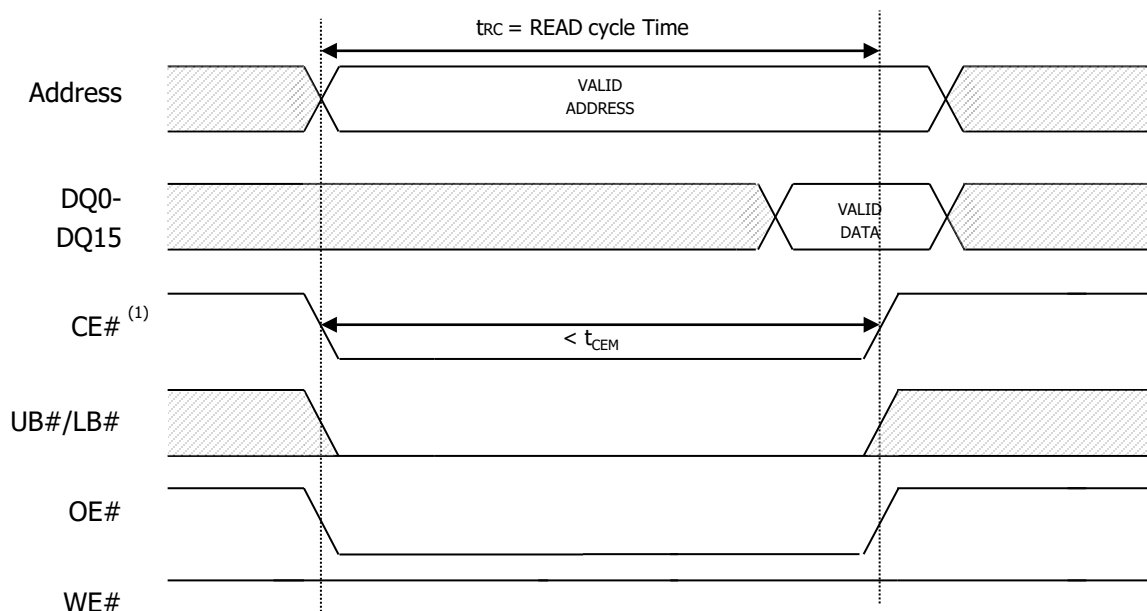 tRC = READ cycle Time
Address
VALID
ADDRESS
DQ0-
DQ15
VALID
DATA
CE# (1)
< tCEM
UB#/LB#
OE#
WE#